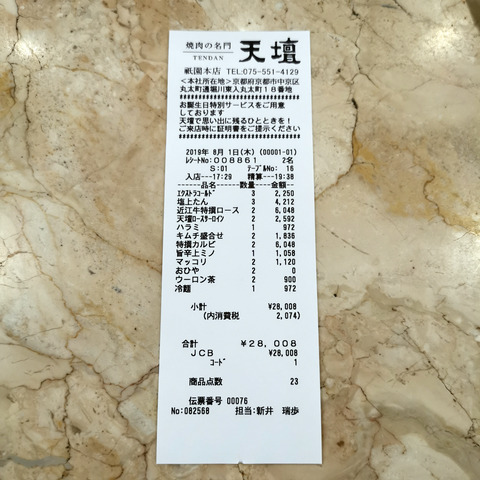 焼肉の名門 天壇
TENDAN
祇園本店 TEL:075-551-4129
<本社所在地>京都府京都市中京区
丸太町通堀川東入丸太町18番地
################################
お誕生日特別サービスをご用意
しております
天壇で思い出に残るひとときを!
ご来店時に証明書をご提示ください
################################
2019年 8月 1日(木) (00001-01)
レシートNo:008861 2名
S:01 テーブルNo: 16
入店---17:29 精算---19:38
------品名------数量---金額--
エクストラコールド 3 2,250
塩上たん 3 4,212
近江牛特撰ロース 2 6,048
天壇ロースサーロイン 2 2,592
ハラミ 1 972
キムチ盛合せ 2 1,836
特撰カルビ 2 6,048
旨辛上ミノ 1 1,058
マッコリ 2 1,120
おひや 2 0
ウーロン茶 2 900
冷麺 1 972
小計 ¥28,008
(内消費税 2,074)
合計 ¥28,008
JCB ¥28,008
コード 1
商品点数 23
伝票番号 00076
No:082568 担当:新井 瑞歩